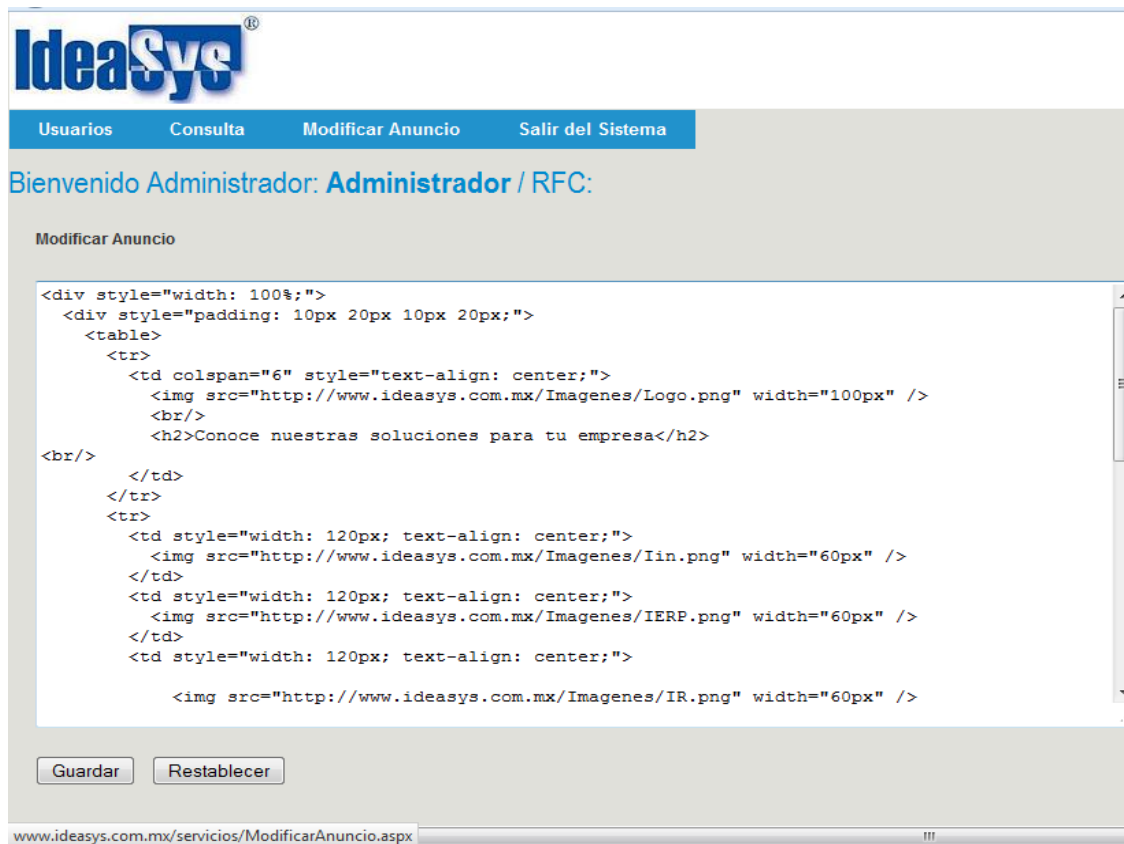 IdeaSys®
Usuarios Consulta Modificar Anuncio Salir del Sistema
Bienvenido Administrador: Administrador / RFC:
Modificar Anuncio
<div style="width: 100%;">
  <div style="padding: 10px 20px 10px 20px;">
    <table>
      <tr>
        <td colspan="6" style="text-align: center;">
          <img src="http://www.ideasys.com.mx/Imagenes/Logo.png" width="100px" />
          <br/>
          <h2>Conoce nuestras soluciones para tu empresa</h2>
<br/>
        </td>
      </tr>
      <tr>
        <td style="width: 120px; text-align: center;">
          <img src="http://www.ideasys.com.mx/Imagenes/Iin.png" width="60px" />
        </td>
        <td style="width: 120px; text-align: center;">
          <img src="http://www.ideasys.com.mx/Imagenes/IERP.png" width="60px" />
        </td>
        <td style="width: 120px; text-align: center;">
            <img src="http://www.ideasys.com.mx/Imagenes/IR.png" width="60px" />
Guardar Restablecer
www.ideasys.com.mx/servicios/ModificarAnuncio.aspx